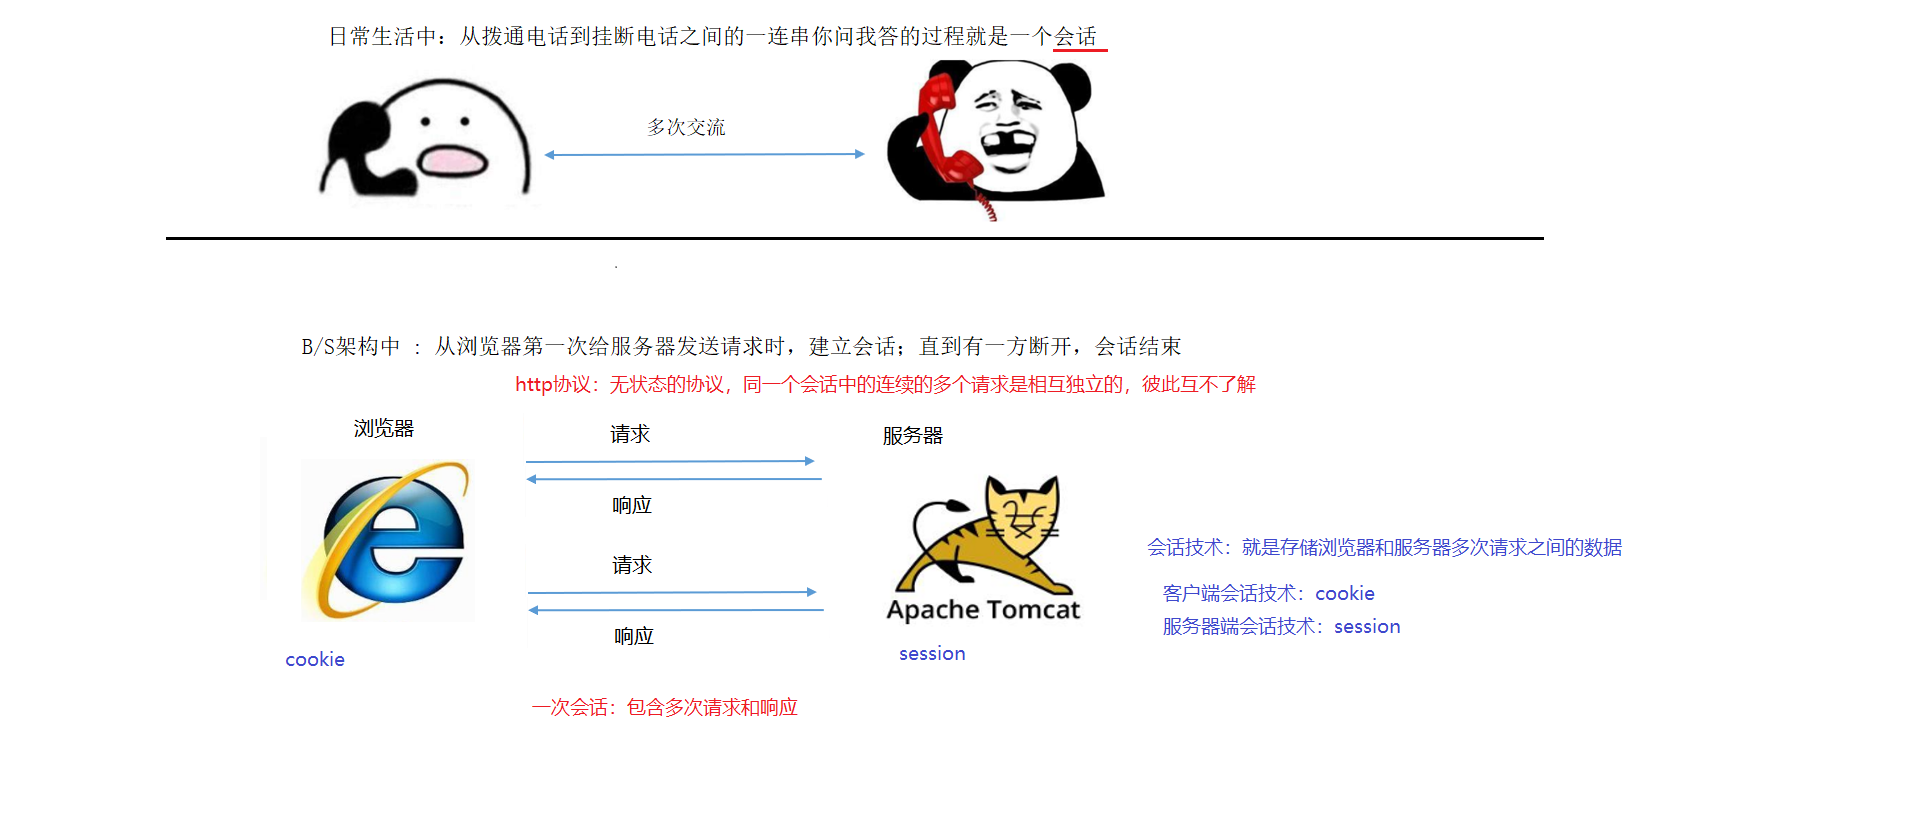 日常生活中：从拨通电话到挂断电话之间的一连串你问我答的过程就是一个会话
多次交流
B/S架构中 : 从浏览器第一次给服务器发送请求时，建立会话；直到有一方断开，会话结束
http协议：无状态的协议，同一个会话中的连续的多个请求是相互独立的，彼此互不了解
浏览器
请求
服务器
响应
会话技术：就是存储浏览器和服务器多次请求之间的数据
请求
客户端会话技术：cookie
Apache Tomcat
服务器端会话技术：session
响应
cookie
session
一次会话：包含多次请求和响应